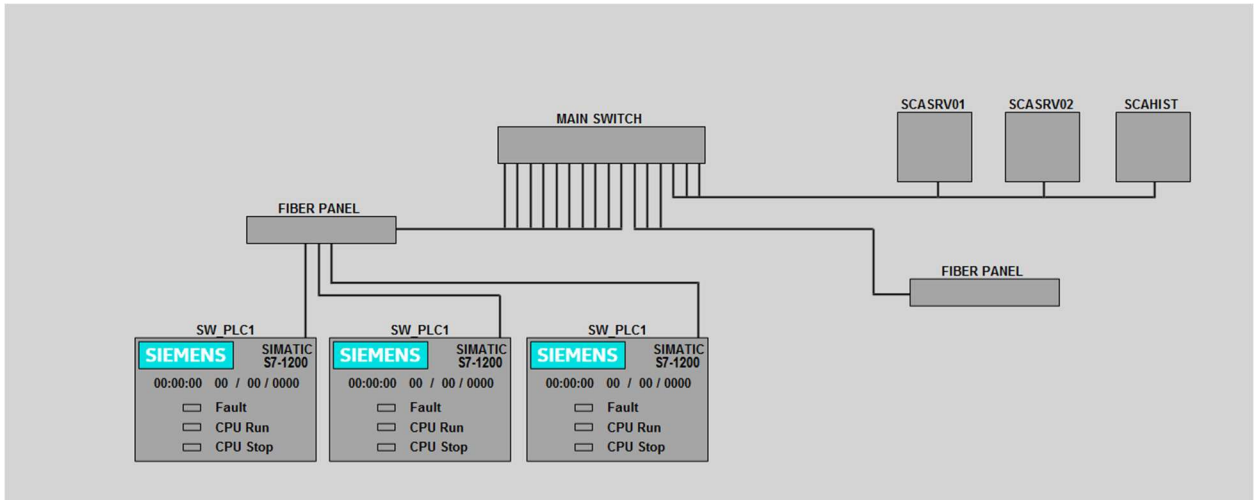 SCASRV01 SCASRV02 SCAHIST
MAIN SWITCH
FIBER PANEL
FIBER PANEL
SW_PLC1
SIEMENS
SIMATIC
S7-1200
00:00:00 00 / 00 / 0000
Fault
CPU Run
CPU Stop
SW_PLC1
SIEMENS
SIMATIC
S7-1200
00:00:00 00 / 00 / 0000
Fault
CPU Run
CPU Stop
SW_PLC1
SIEMENS
SIMATIC
S7-1200
00:00:00 00 / 00 / 0000
Fault
CPU Run
CPU Stop